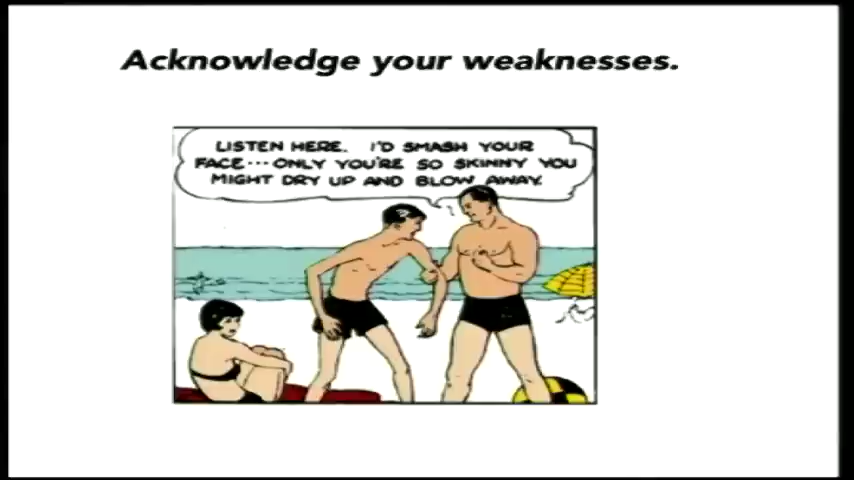 Acknowledge your weaknesses.
LISTEN HERE. I'D SMASH YOUR
FACE...ONLY YOU'RE SO SKINNY YOU
MIGHT DRY UP AND BLOW AWAY.